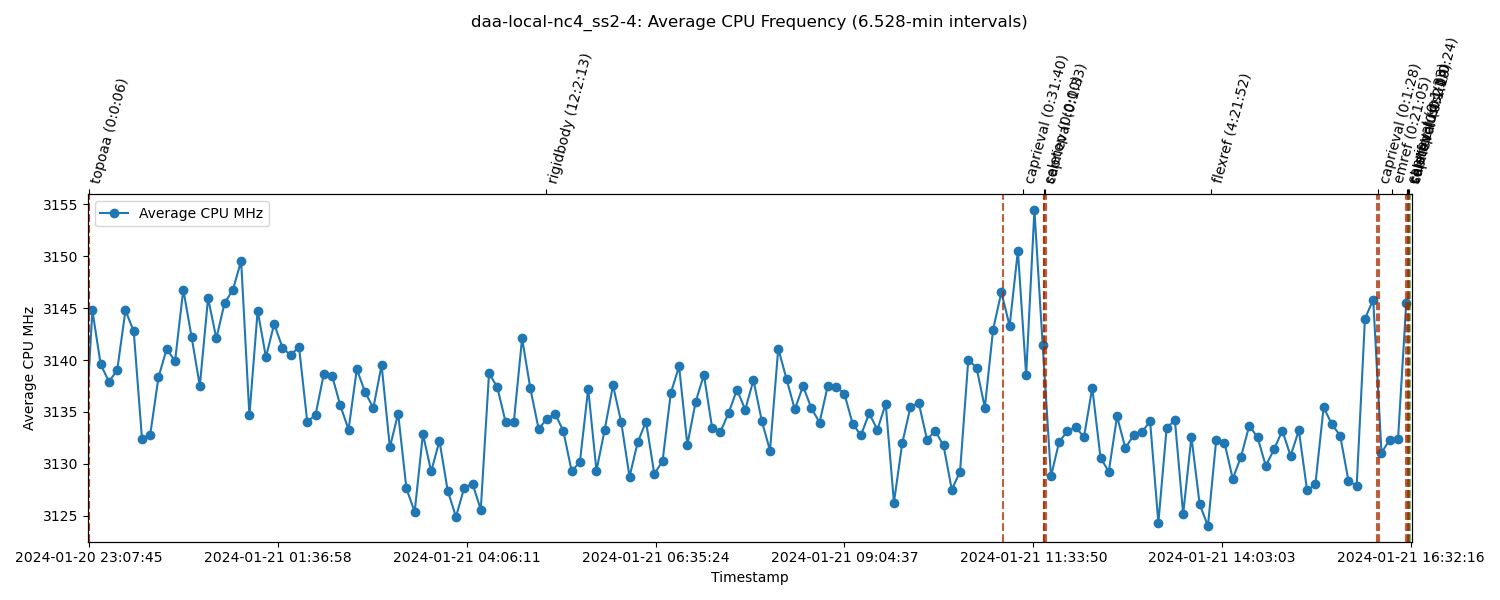 daa-local-nc4_ss2-4: Average CPU Frequency (6.528-min intervals)
topoaa (0:0:06)
rigidbody (12:2:13)
caprieval (0:31:40)
flexref (4:21:52)
caprieval (0:1:28)
emref (0:21:05)
Average CPU MHz
3155
3150
3145
3140
3135
3130
3125
Average CPU MHz
2024-01-20 23:07:45
2024-01-21 01:36:58
2024-01-21 04:06:11
2024-01-21 06:35:24
2024-01-21 09:04:37
2024-01-21 11:33:50
2024-01-21 14:03:03
2024-01-21 16:32:16
Timestamp